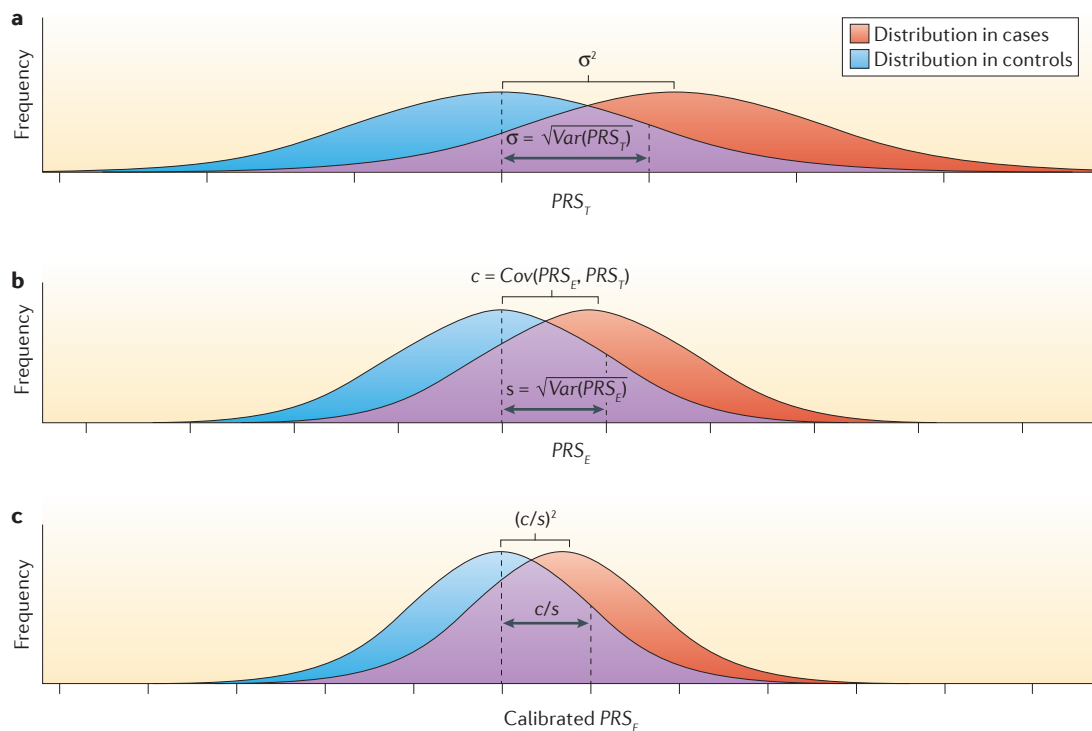 a
Frequency
Distribution in cases
Distribution in controls
σ²
σ = √Var(PRS_T)
PRS_T
b
Frequency
c = Cov(PRS_E, PRS_T)
s = √Var(PRS_E)
PRS_E
c
Frequency
(c/s)²
c/s
Calibrated PRS_E